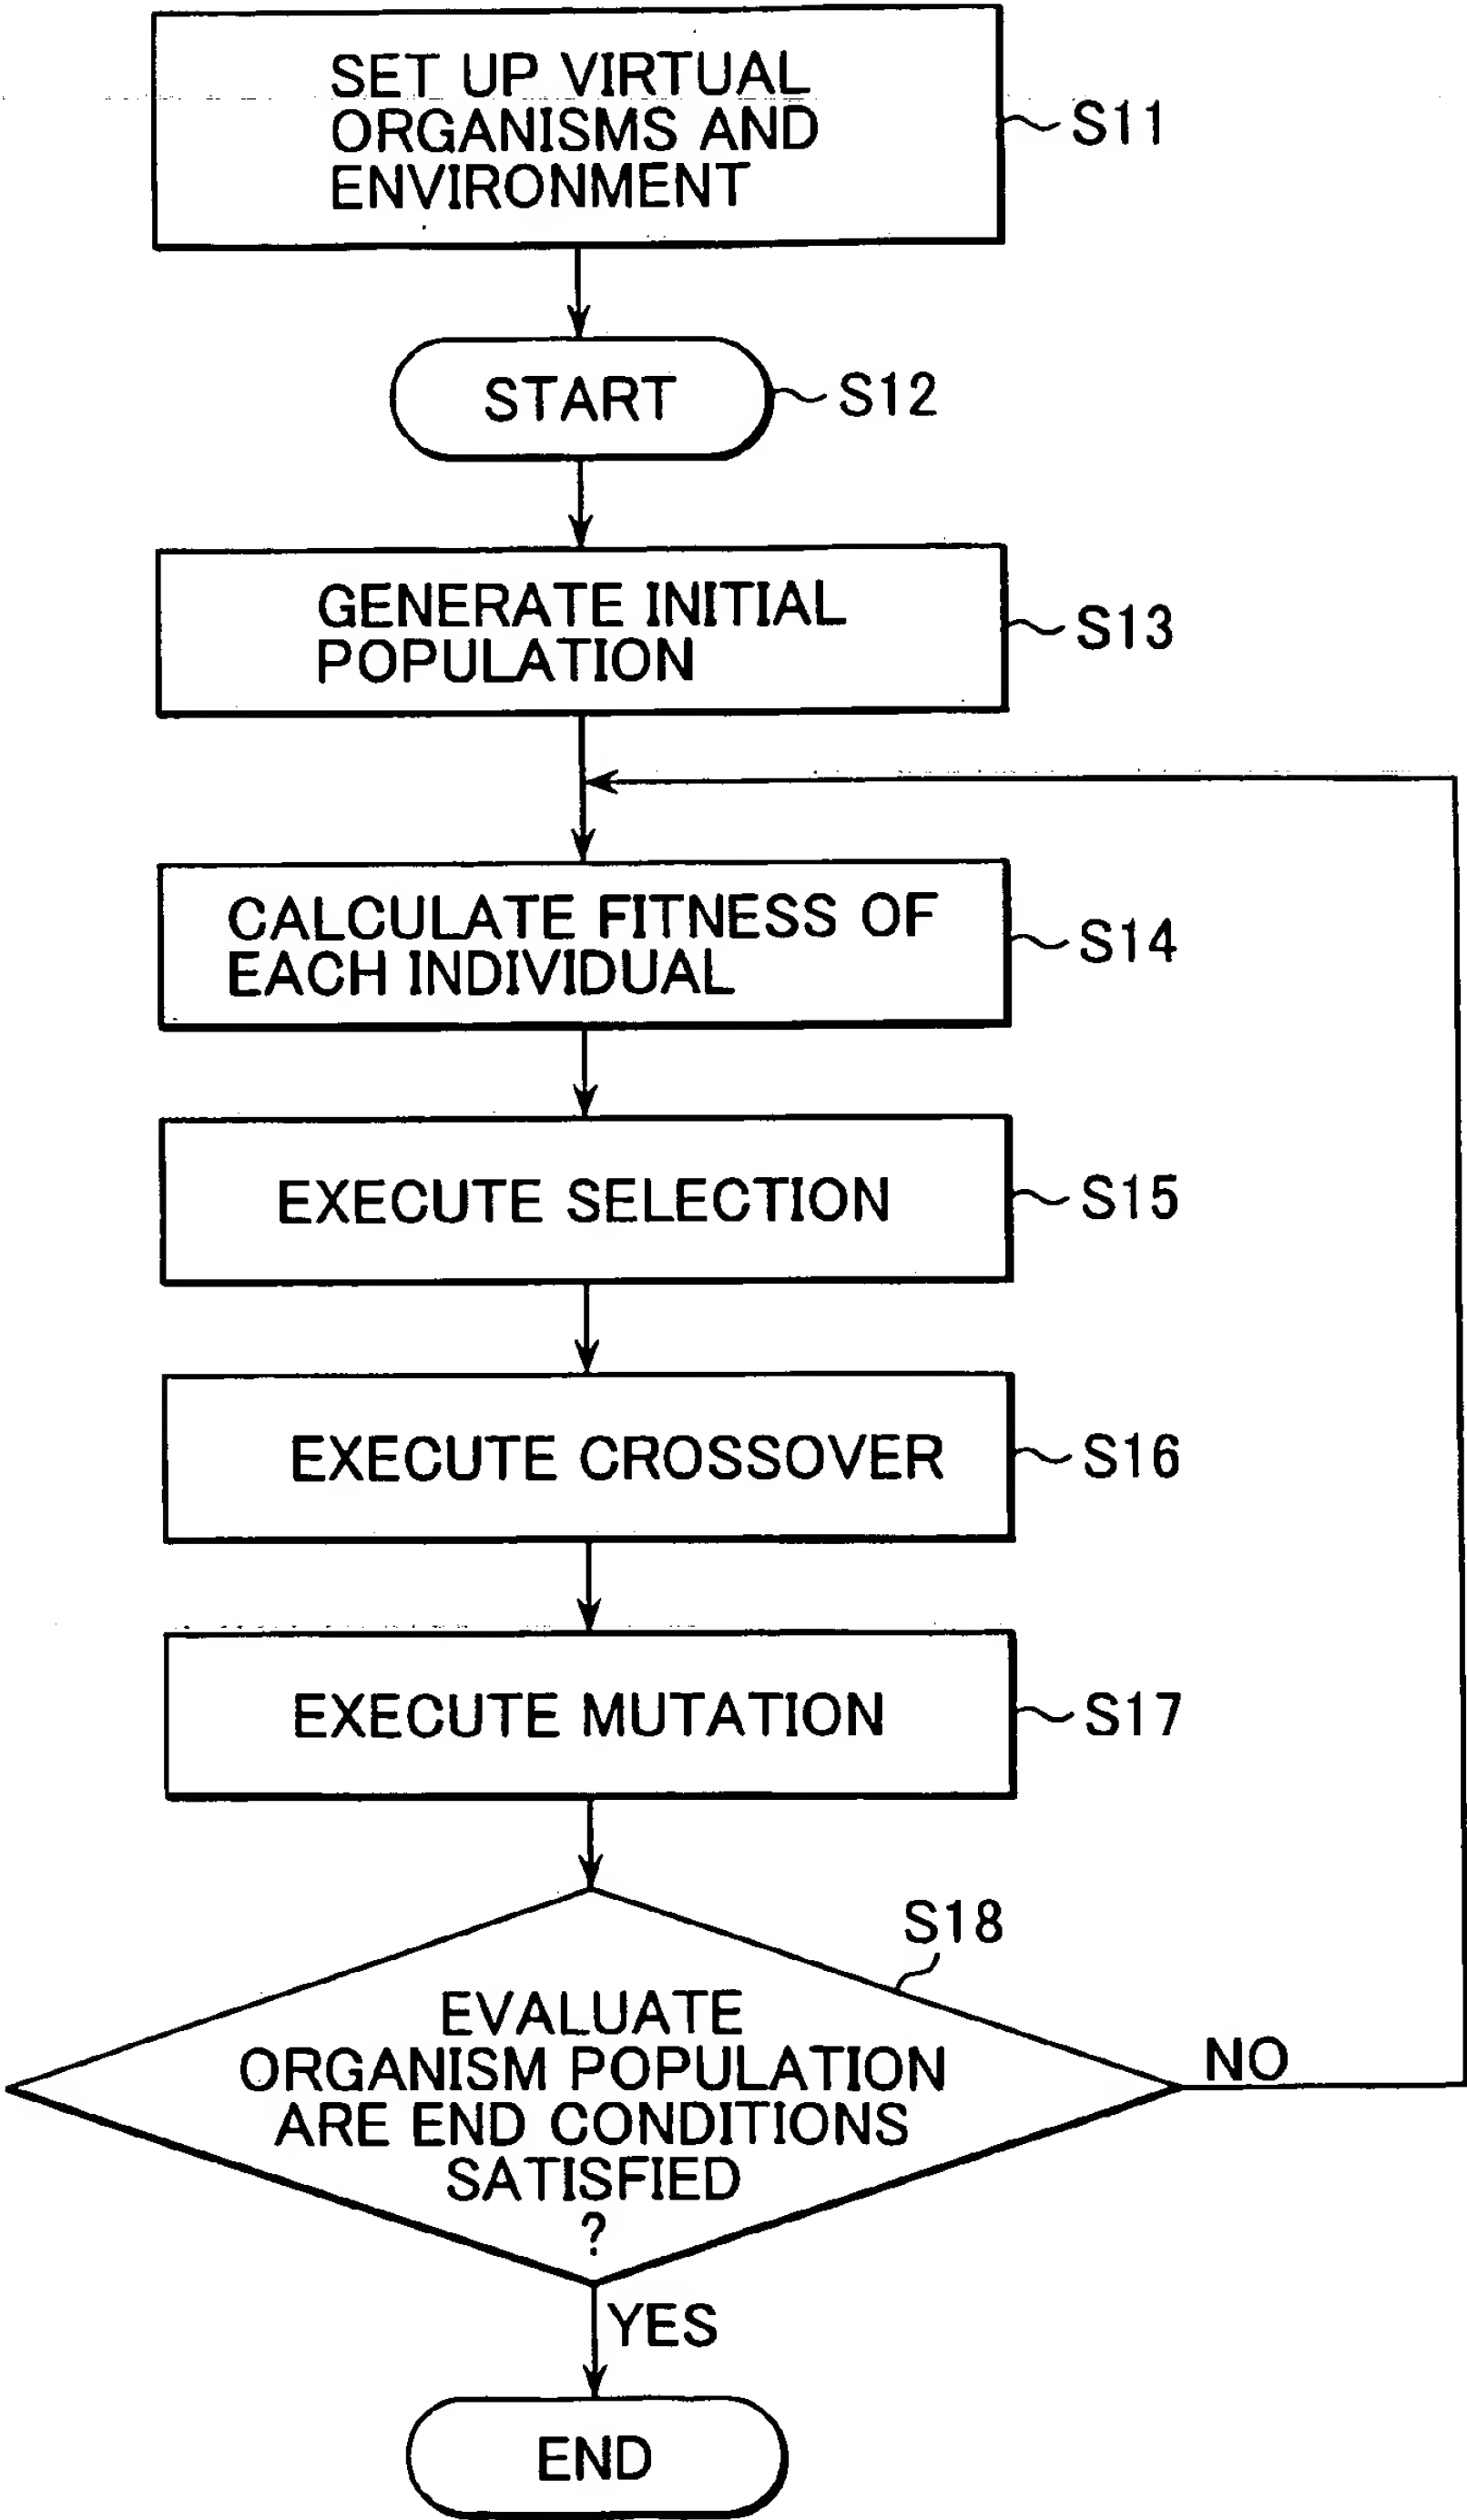 SET UP VIRTUAL
ORGANISMS AND
ENVIRONMENT
S11
START
S12
GENERATE INITIAL
POPULATION
S13
CALCULATE FITNESS OF
EACH INDIVIDUAL
S14
EXECUTE SELECTION
S15
EXECUTE CROSSOVER
S16
EXECUTE MUTATION
S17
S18
EVALUATE
ORGANISM POPULATION
ARE END CONDITIONS
SATISFIED
?
NO
YES
END